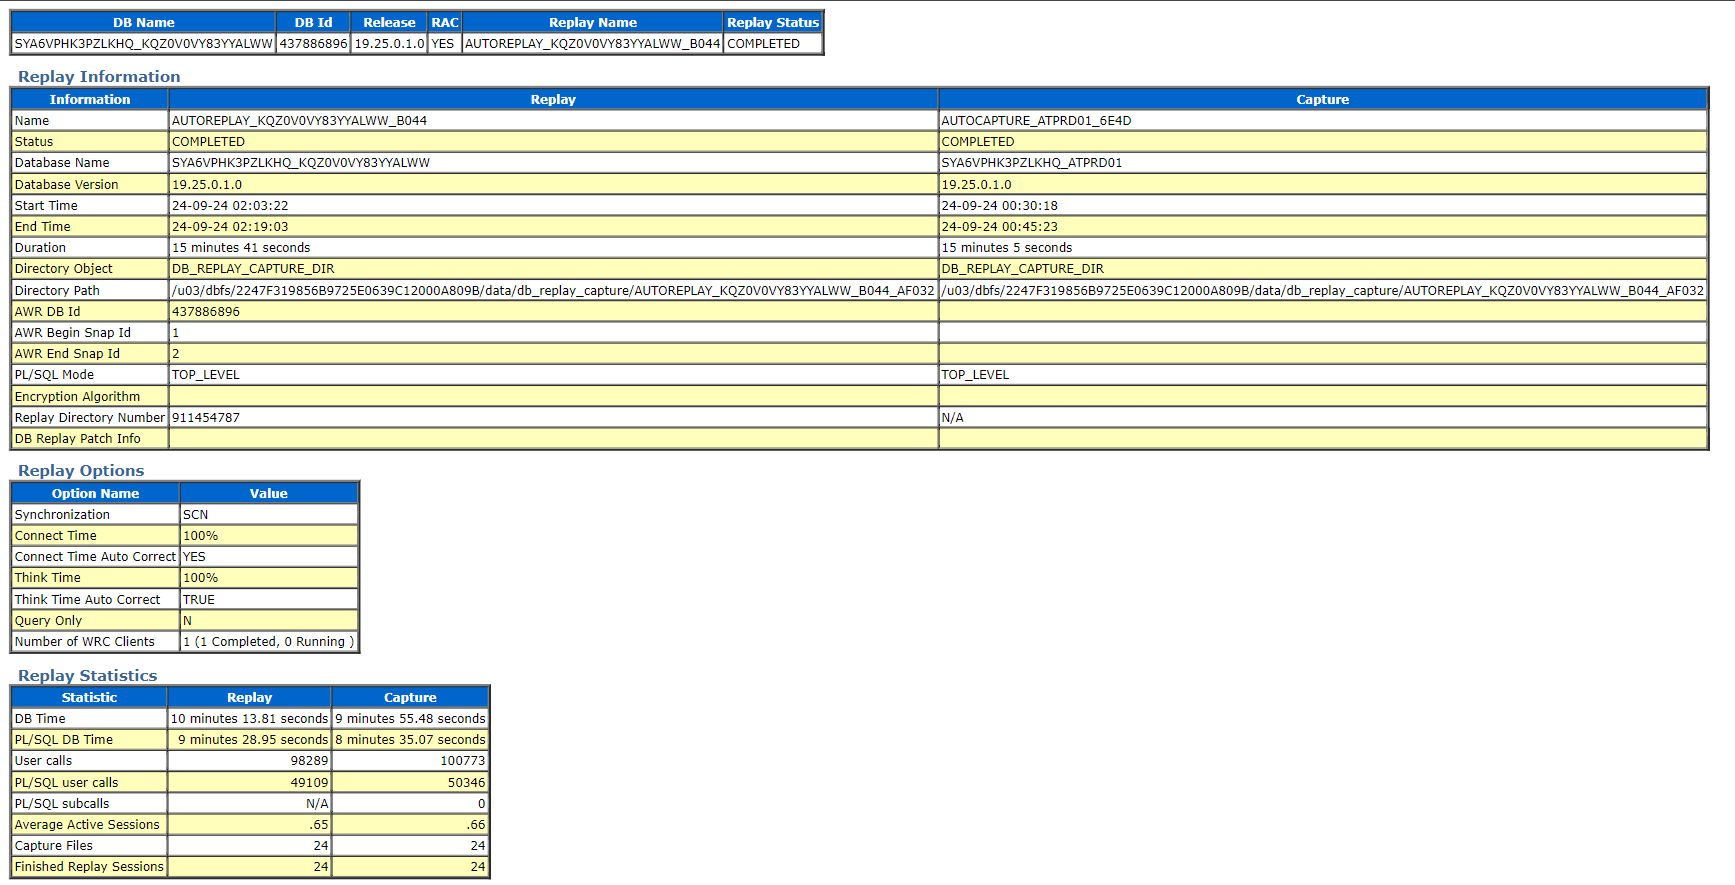 DB Name DB Id Release RAC Replay Name Replay Status
SYA6VPHK3PZLKHQ_KQZ0V0VY83YYALWW 437886896 19.25.0.1.0 YES AUTOREPLAY_KQZ0V0VY83YYALWW_B044 COMPLETED
Replay Information
Information Replay Capture
Name AUTOREPLAY_KQZ0V0VY83YYALWW_B044 AUTOCAPTURE_ATPRD01_6E4D
Status COMPLETED COMPLETED
Database Name SYA6VPHK3PZLKHQ_KQZ0V0VY83YYALWW SYA6VPHK3PZLKHQ_ATPRD01
Database Version 19.25.0.1.0 19.25.0.1.0
Start Time 24-09-24 02:03:22 24-09-24 00:30:18
End Time 24-09-24 02:19:03 24-09-24 00:45:23
Duration 15 minutes 41 seconds 15 minutes 5 seconds
Directory Object DB_REPLAY_CAPTURE_DIR DB_REPLAY_CAPTURE_DIR
Directory Path /u03/dbfs/2247F319856B9725E0639C12000A809B/data/db_replay_capture/AUTOREPLAY_KQZ0V0VY83YYALWW_B044_AF032 /u03/dbfs/2247F319856B9725E0639C12000A809B/data/db_replay_capture/AUTOREPLAY_KQZ0V0VY83YYALWW_B044_AF032
AWR DB Id 437886896
AWR Begin Snap Id 1
AWR End Snap Id 2
PL/SQL Mode TOP_LEVEL TOP_LEVEL
Encryption Algorithm
Replay Directory Number 911454787 N/A
DB Replay Patch Info
Replay Options
Option Name Value
Synchronization SCN
Connect Time 100%
Connect Time Auto Correct YES
Think Time 100%
Think Time Auto Correct TRUE
Query Only N
Number of WRC Clients 1 (1 Completed, 0 Running )
Replay Statistics
Statistic Replay Capture
DB Time 10 minutes 13.81 seconds 9 minutes 55.48 seconds
PL/SQL DB Time 9 minutes 28.95 seconds 8 minutes 35.07 seconds
User calls 98289 100773
PL/SQL user calls 49109 50346
PL/SQL subcalls N/A 0
Average Active Sessions .65 .66
Capture Files 24 24
Finished Replay Sessions 24 24